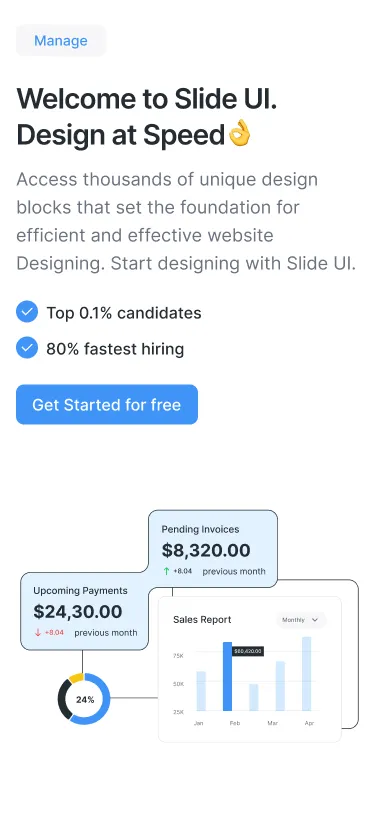 Manage
Welcome to Slide UI.
Design at Speed👌
Access thousands of unique design
blocks that set the foundation for
efficient and effective website
Designing. Start designing with Slide UI.
Top 0.1% candidates
80% fastest hiring
Get Started for free
Pending Invoices
$8,320.00
+8.04 previous month
Upcoming Payments
$24,30.00
+8.04 previous month
Sales Report
Monthly
$60,430.00
75K
50K
35K
Jan Feb Mar Apr
24%